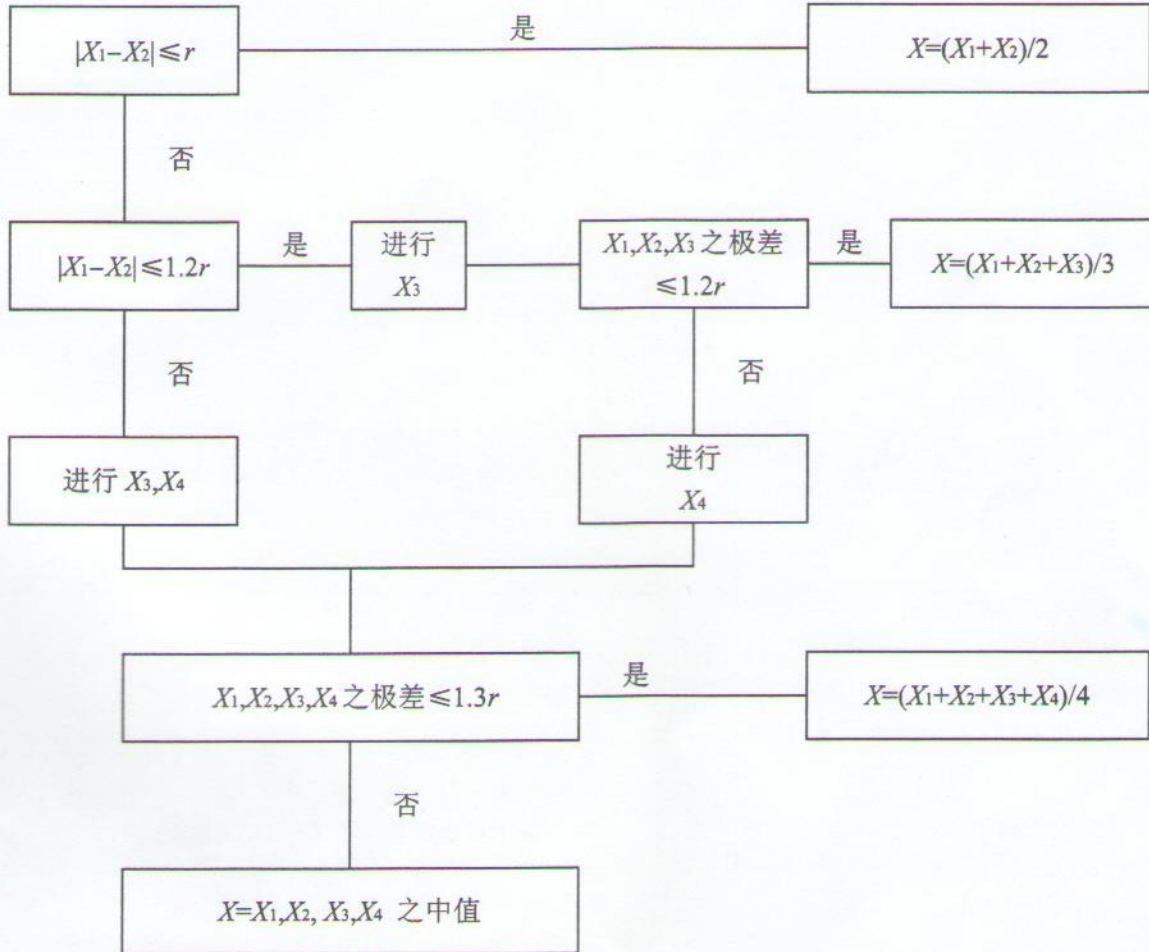 |X₁–X₂|≤r
是
X=(X₁+X₂)/2
否
|X₁–X₂|≤1.2r
是
进行
X₃
X₁,X₂,X₃ 之极差
≤1.2r
是
X=(X₁+X₂+X₃)/3
否
否
进行 X₃,X₄
进行
X₄
X₁,X₂,X₃,X₄ 之极差≤1.3r
是
X=(X₁+X₂+X₃+X₄)/4
否
X=X₁,X₂, X₃,X₄ 之中值